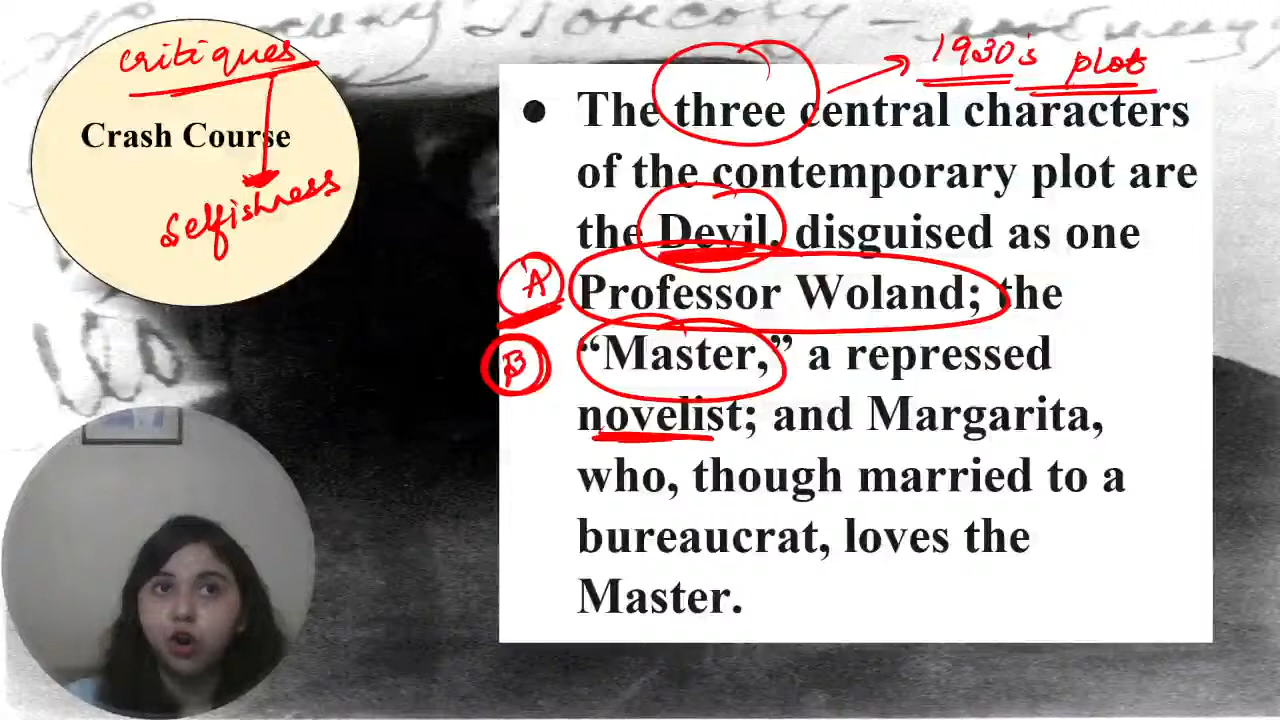 critiques
Crash Course
selfishness
1930's plot
● The three central characters
of the contemporary plot are
the Devil, disguised as one
A
Professor Woland; the
B
“Master,” a repressed
novelist; and Margarita,
who, though married to a
bureaucrat, loves the
Master.